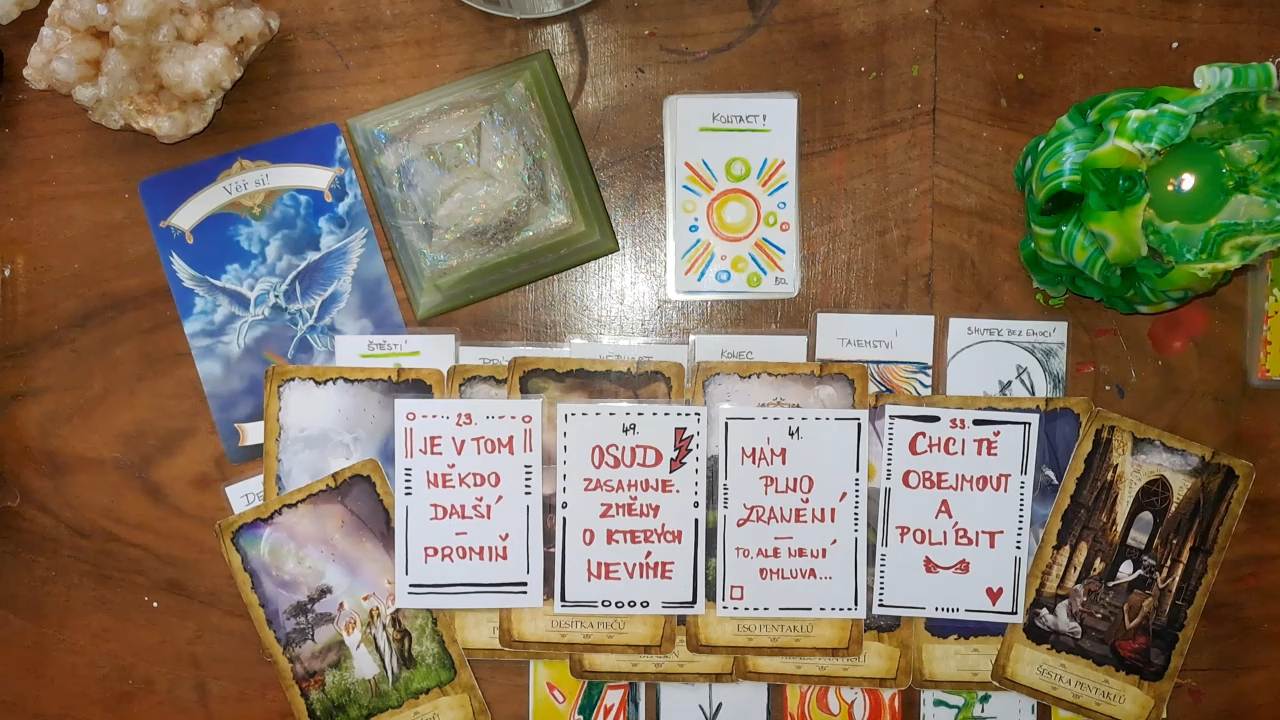 KONTAKT!
50.
Věř si!
ŠTĚSTÍ
KONEC
TAJEMSTVÍ
SMUTEK BEZ EMOCÍ
23.
JE V TOM
NĚKDO
DALŠÍ
–
PROMIŇ
49.
OSUD
ZASAHUJE.
ZMĚNY
O KTERÝCH
NEVÍME
41.
MÁM
PLNO
ZRANĚNÍ
–
TO, ALE NENÍ
OMLUVA...
33.
CHCI TĚ
OBEJMOUT
A
POLÍBIT
DESÍTKA MEČŮ
ESO PENTAKLŮ
ŠESTKA PENTAKLŮ